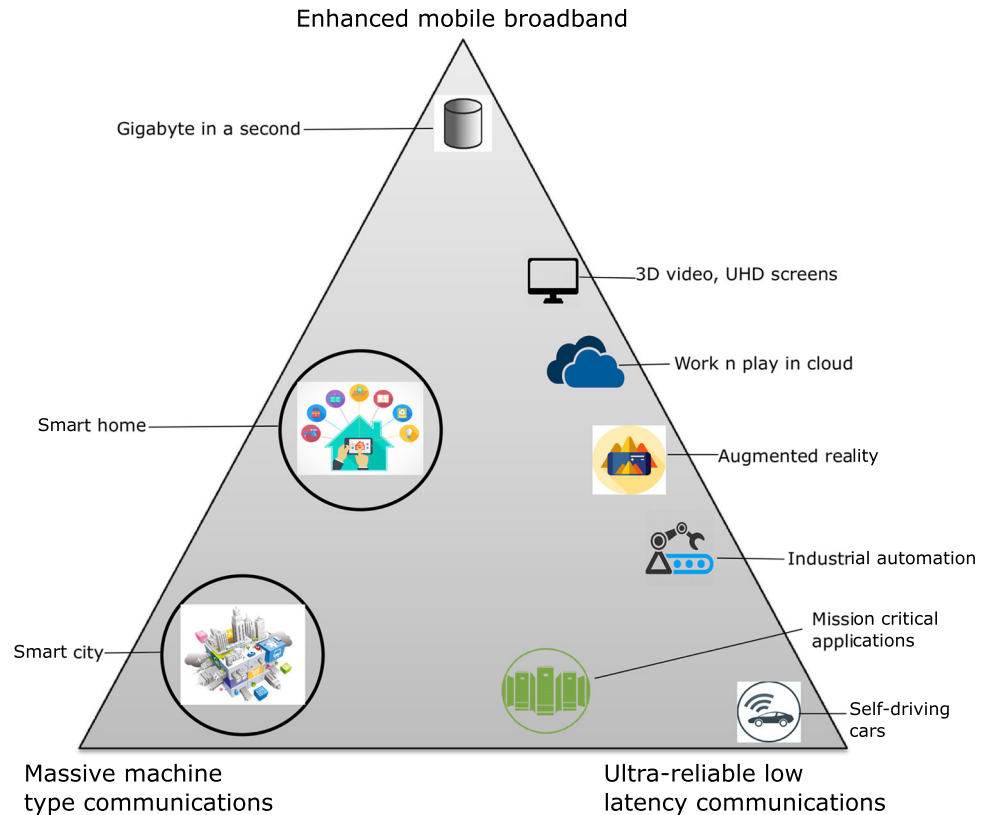 Enhanced mobile broadband
Gigabyte in a second
3D video, UHD screens
Work n play in cloud
Smart home
Augmented reality
Industrial automation
Mission critical
applications
Smart city
Self-driving
cars
Massive machine
type communications
Ultra-reliable low
latency communications